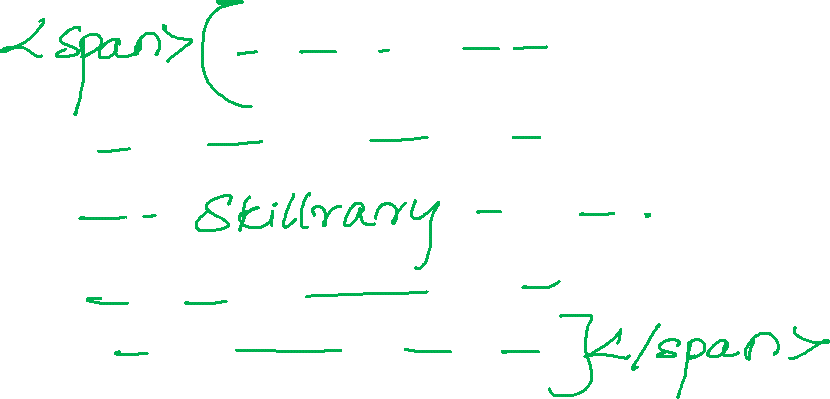 <span>( - - - - -
- - - -
- - Skillrary - - -
- - - -
- - - - ]</span>